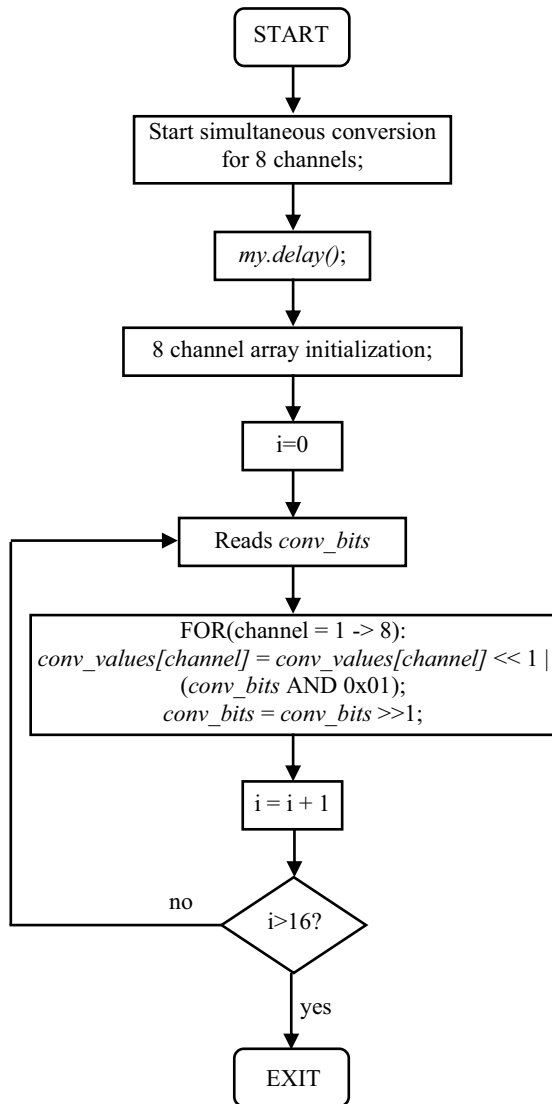 START
Start simultaneous conversion
for 8 channels;
my.delay();
8 channel array initialization;
i=0
Reads conv_bits
FOR(channel = 1 -> 8):
conv_values[channel] = conv_values[channel] << 1 |
(conv_bits AND 0x01);
conv_bits = conv_bits >>1;
i = i + 1
no
i>16?
yes
EXIT